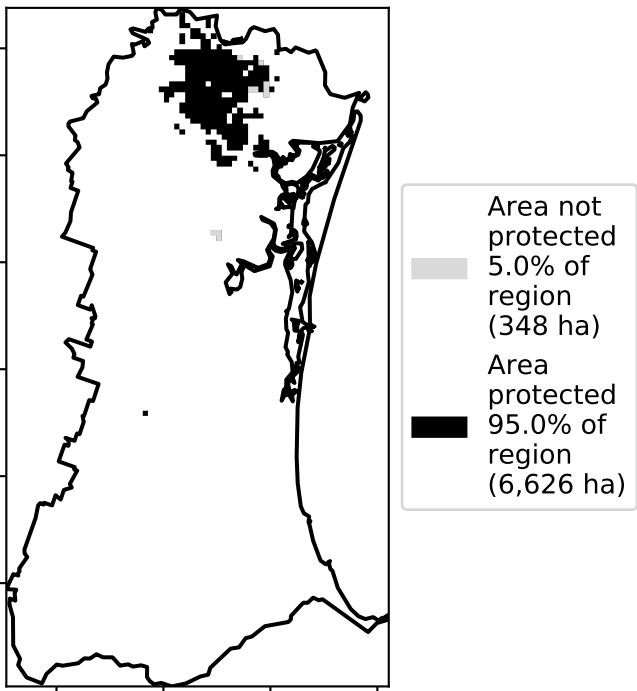 Area not
protected
5.0% of
region
(348 ha)
Area
protected
95.0% of
region
(6,626 ha)